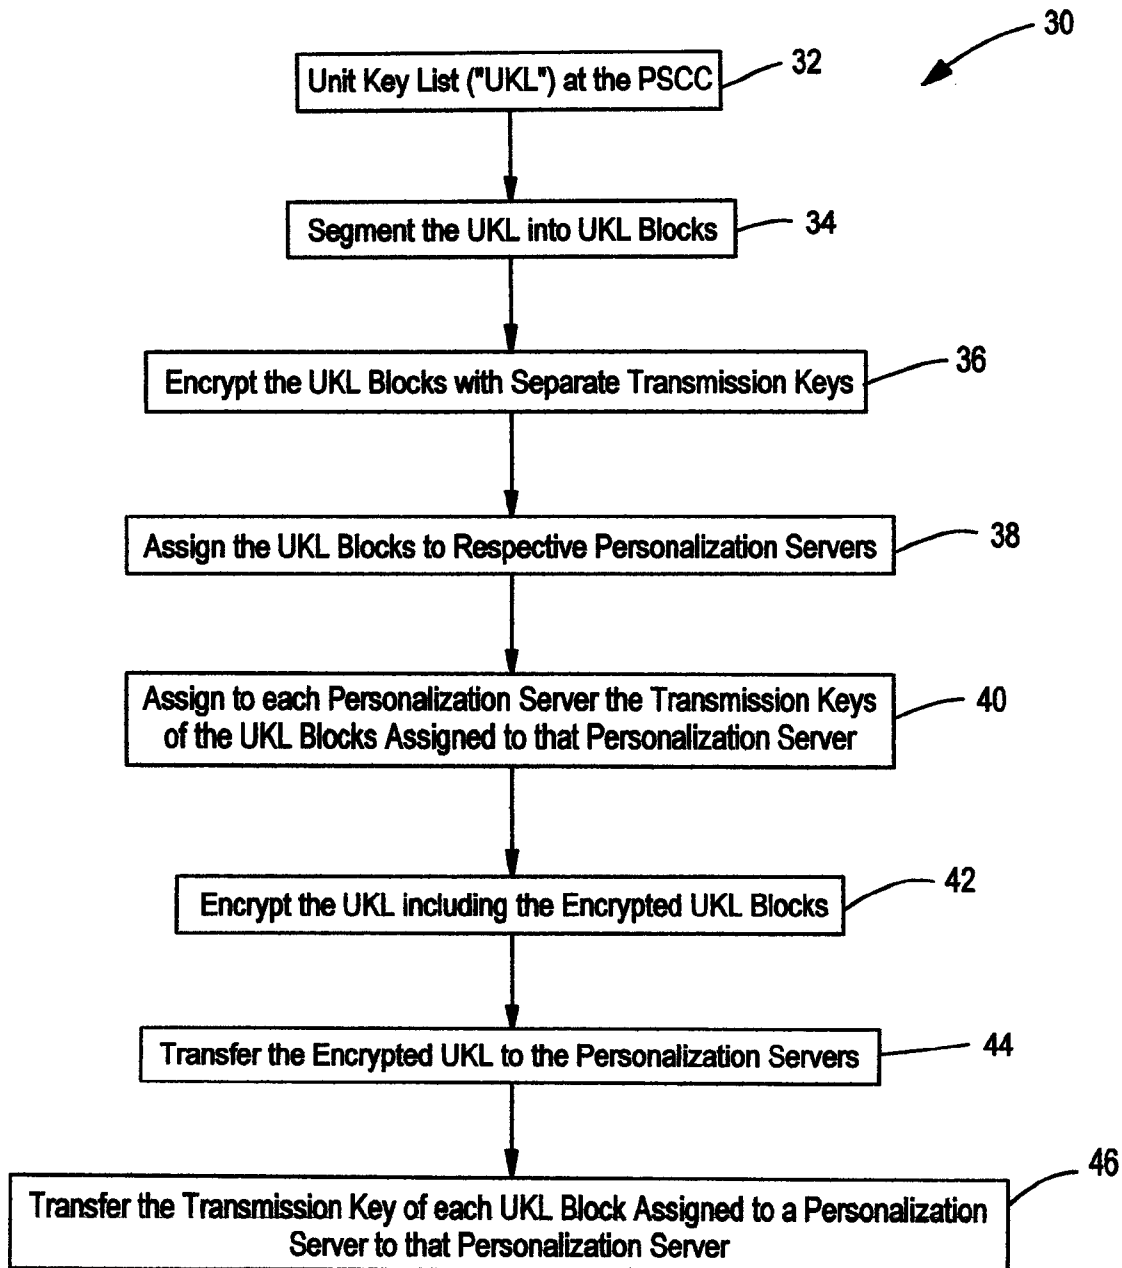 30
Unit Key List ("UKL") at the PSCC
32
Segment the UKL into UKL Blocks
34
Encrypt the UKL Blocks with Separate Transmission Keys
36
Assign the UKL Blocks to Respective Personalization Servers
38
Assign to each Personalization Server the Transmission Keys
of the UKL Blocks Assigned to that Personalization Server
40
Encrypt the UKL including the Encrypted UKL Blocks
42
Transfer the Encrypted UKL to the Personalization Servers
44
Transfer the Transmission Key of each UKL Block Assigned to a Personalization
Server to that Personalization Server
46